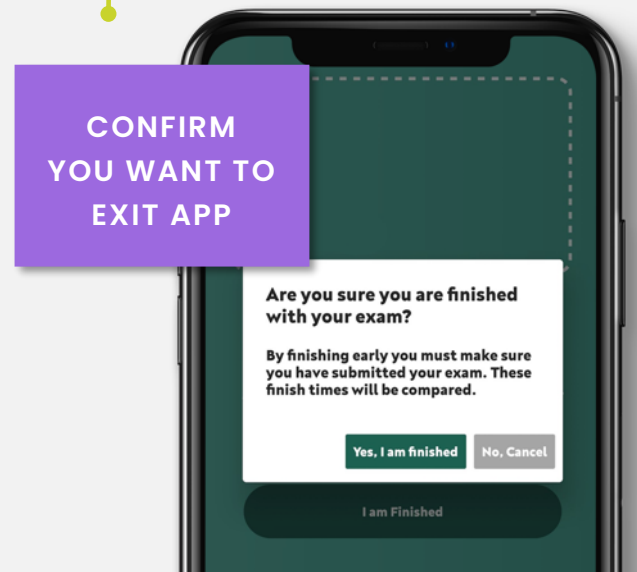 CONFIRM
YOU WANT TO
EXIT APP
Are you sure you are finished
with your exam?
By finishing early you must make sure
you have submitted your exam. These
finish times will be compared.
Yes, I am finished
No, Cancel
I am Finished